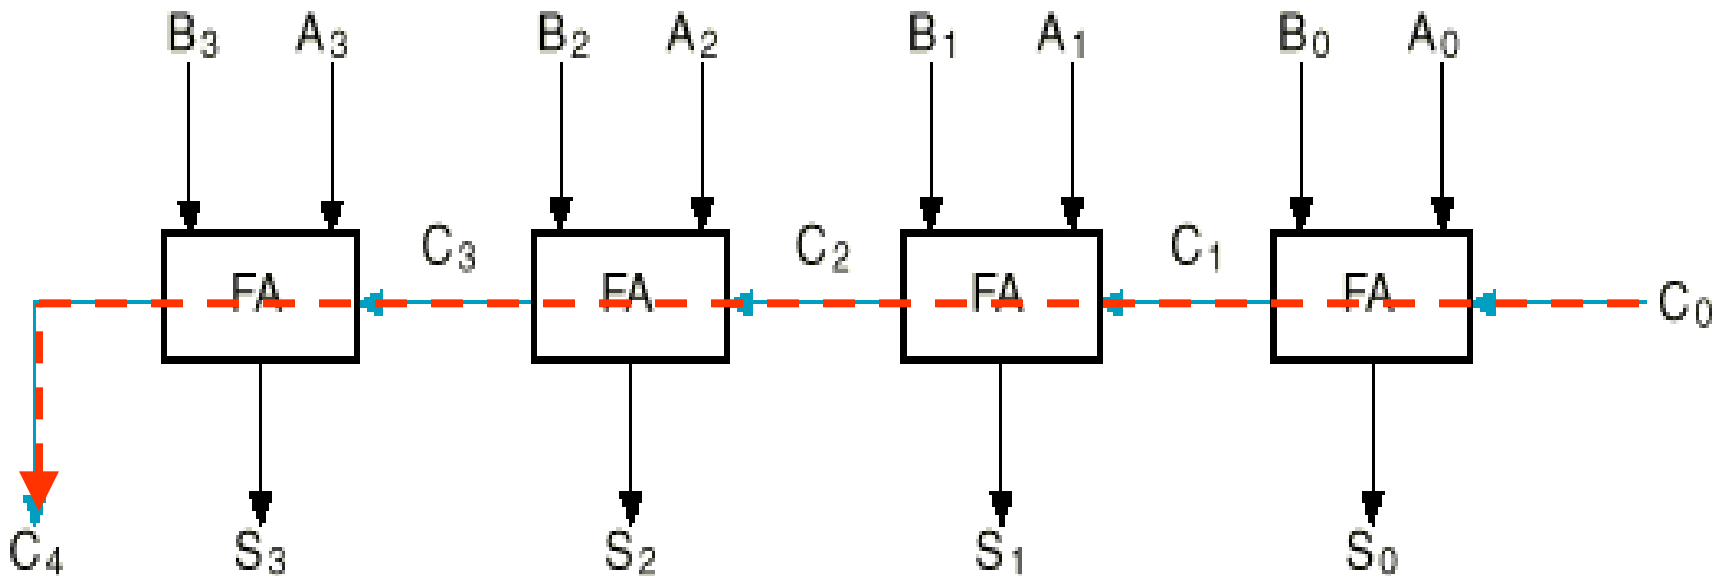 B₃ A₃ B₂ A₂ B₁ A₁ B₀ A₀
C₃ C₂ C₁
FA FA FA FA C₀
C₄ S₃ S₂ S₁ S₀